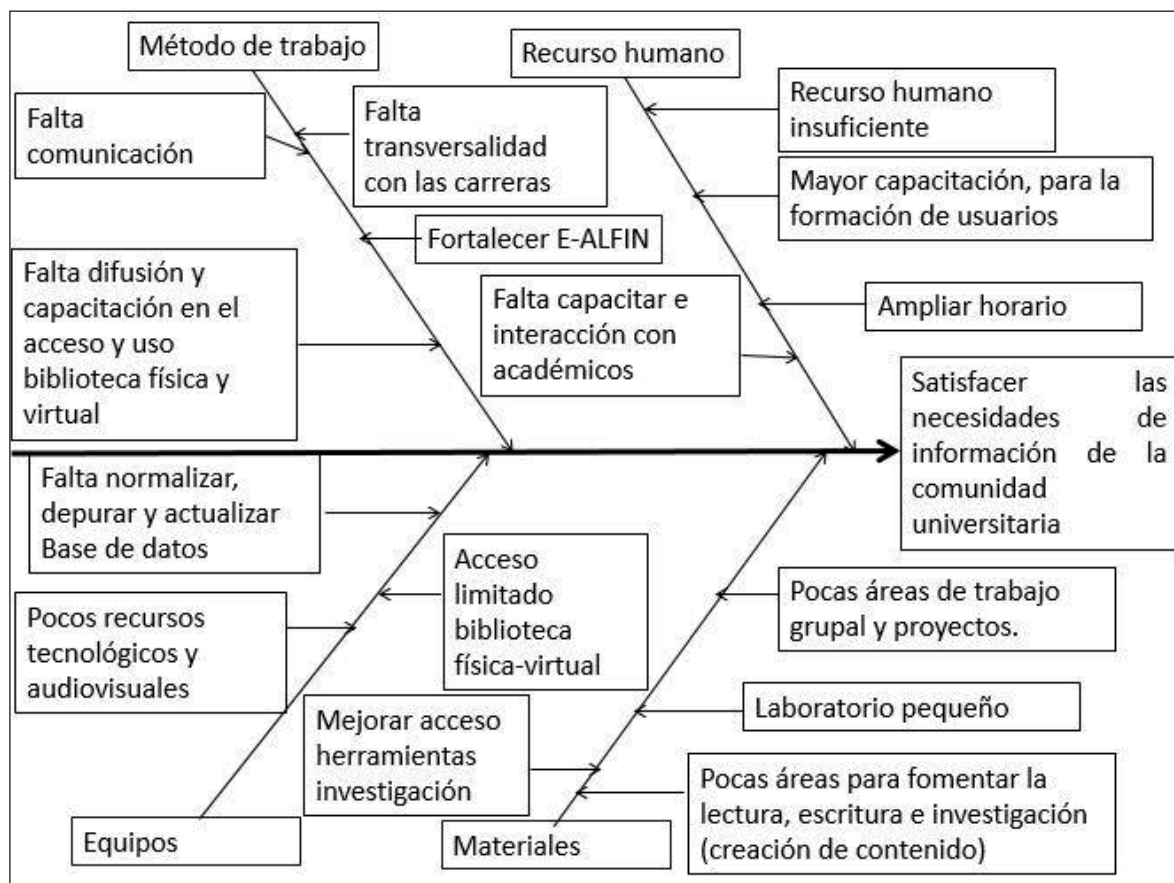 Método de trabajo
Recurso humano
Falta
comunicación
Falta
transversalidad
con las carreras
Recurso humano
insuficiente
Mayor capacitación, para la
formación de usuarios
Fortalecer E-ALFIN
Falta difusión y
capacitación en el
acceso y uso
biblioteca física y
virtual
Falta capacitar e
interacción con
académicos
Ampliar horario
Satisfacer las
necesidades de
información de la
comunidad
universitaria
Falta normalizar,
depurar y actualizar
Base de datos
Acceso
limitado
biblioteca
física-virtual
Pocas áreas de trabajo
grupal y proyectos.
Pocos recursos
tecnológicos y
audiovisuales
Mejorar acceso
herramientas
investigación
Laboratorio pequeño
Pocas áreas para fomentar la
lectura, escritura e investigación
(creación de contenido)
Equipos
Materiales